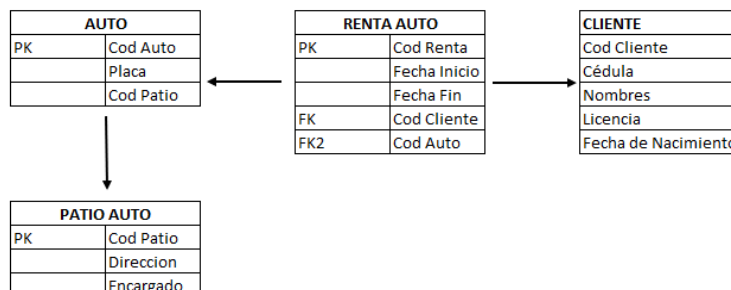 AUTO
PK Cod Auto
Placa
Cod Patio
RENTA AUTO
PK Cod Renta
Fecha Inicio
Fecha Fin
FK Cod Cliente
FK2 Cod Auto
CLIENTE
Cod Cliente
Cédula
Nombres
Licencia
Fecha de Nacimiento
PATIO AUTO
PK Cod Patio
Direccion
Encargado